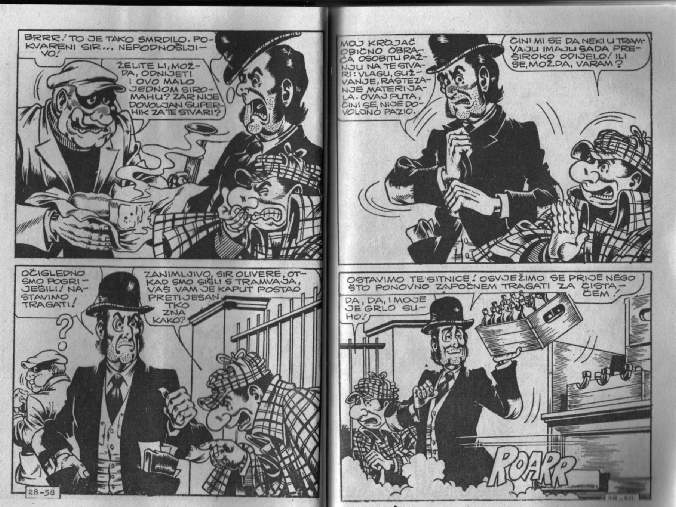 BRRR! TO JE TAKO SMRDILO. PO-
KVARENI SIR... NEPODNOŠLJI-
VO!
ŽELITE LI, MOŽ-
DA, ODNIJETI
I OVO MALO
JEDNOM SIRO-
MAHU? ZAR NIJE
DOVOLJAN SUPER-
HIK ZA TE STVARI?
OČIGLEDNO
SMO POGRI-
JEŠILI! NA-
STAVIMO
TRAGATI!
ZANIMLJIVO, SIR OLIVERE, OT-
KAD SMO SIŠLI S TRAMVAJA,
VAŠ VAM JE KAPUT POSTAO
PRETIJESAN.
TKO
ZNA
KAKO?
?
28-58
MOJ KROJAČ
OBIČNO OBRA-
ĆA OSOBITU PAŽ-
NJU NA TE STVA-
RI: VLAGU, GUŽ-
VANJE, RASTEZA-
NJE MATERIJA-
LA. OVAJ PUTA,
ČINI SE, NIJE DO-
VOLJNO PAZIO.
ČINI MI SE DA NEKI U TRAM-
VAJU IMAJU SADA PRE-
ŠIROKO ODIJELO! ILI
SE, MOŽDA, VARAM?
OSTAVIMO TE SITNICE! OSVJEŽIMO SE PRIJE NEGO
ŠTO PONOVNO ZAPOČNEM TRAGATI ZA ČISTA-
ČEM!
DA, DA, I MOJE
JE GRLO SU-
HO!
ROARR